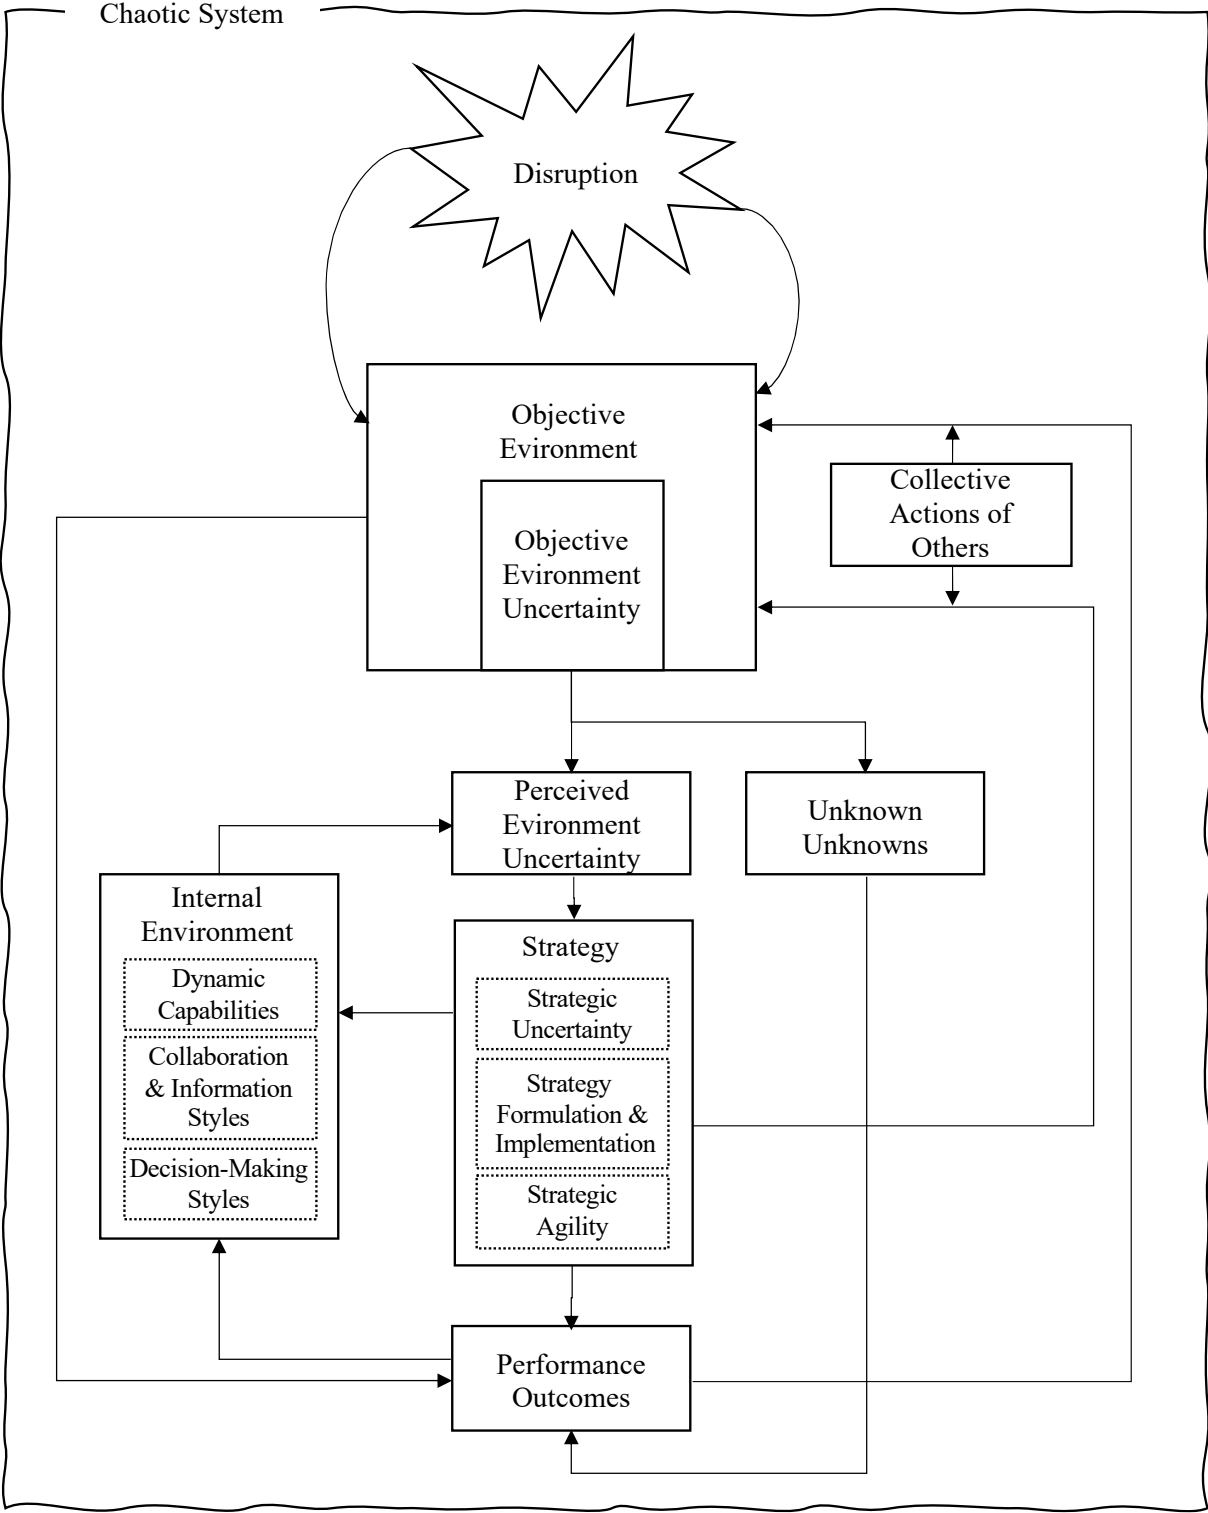 Chaotic System
Disruption
Objective
Evironment
Objective
Evironment
Uncertainty
Collective
Actions of
Others
Perceived
Evironment
Uncertainty
Unknown
Unknowns
Internal
Environment
Dynamic
Capabilities
Collaboration
& Information
Styles
Decision-Making
Styles
Strategy
Strategic
Uncertainty
Strategy
Formulation &
Implementation
Strategic
Agility
Performance
Outcomes